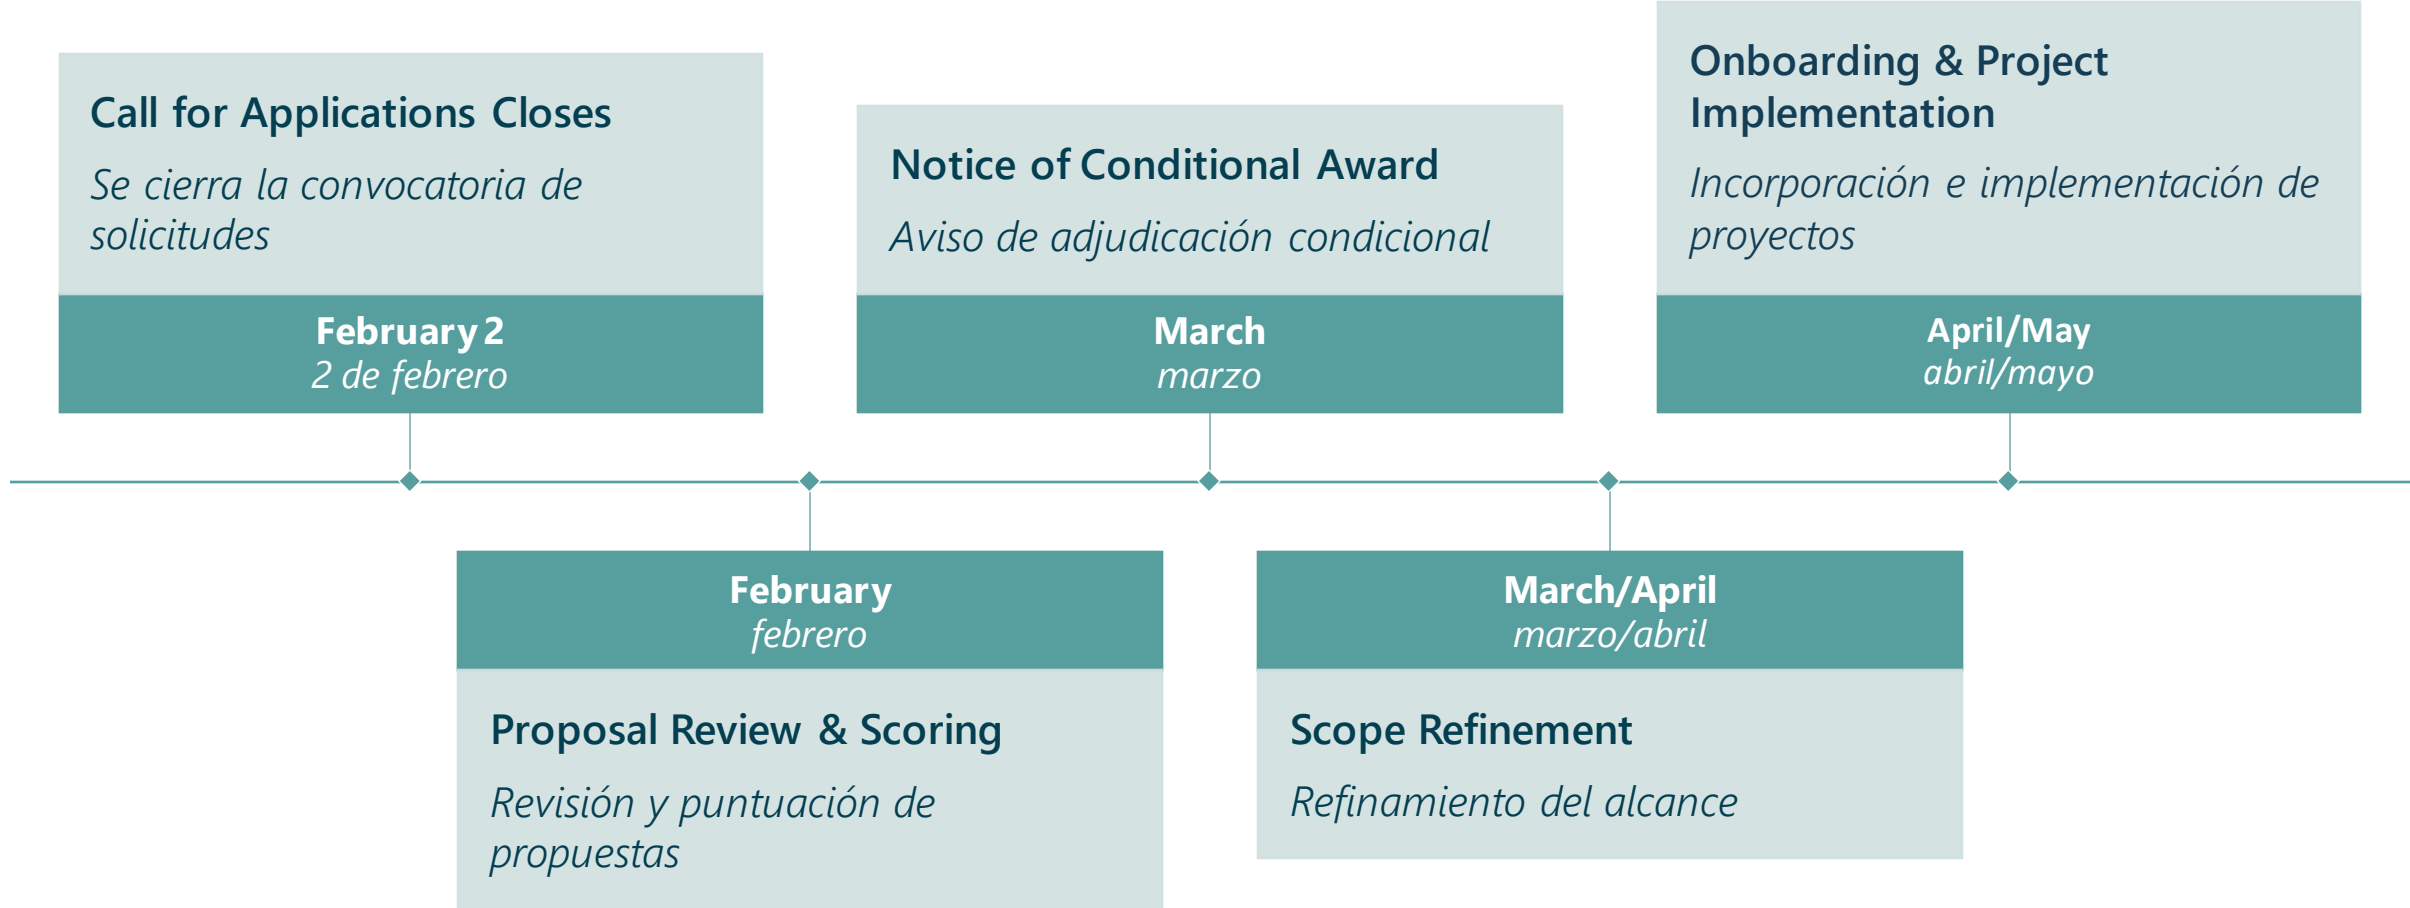 Call for Applications Closes
Se cierra la convocatoria de
solicitudes
February 2
2 de febrero
February
febrero
Proposal Review & Scoring
Revisión y puntuación de
propuestas
Notice of Conditional Award
Aviso de adjudicación condicional
March
marzo
March/April
marzo/abril
Scope Refinement
Refinamiento del alcance
Onboarding & Project
Implementation
Incorporación e implementación de
proyectos
April/May
abril/mayo